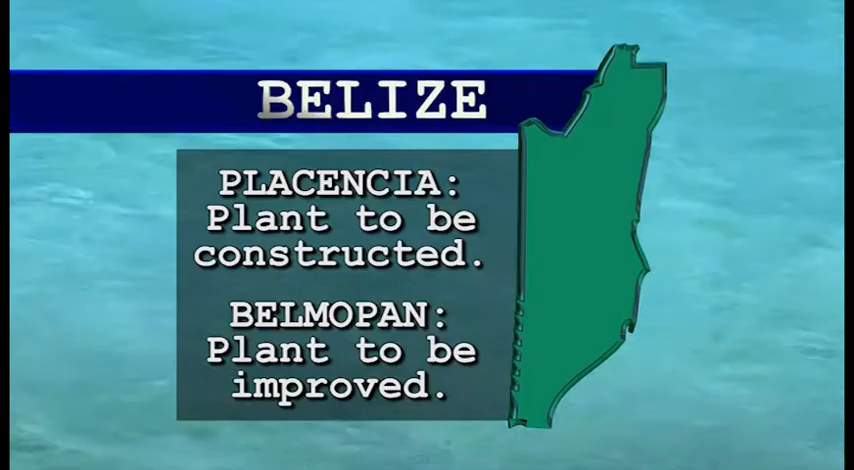 BELIZE
PLACENCIA:
Plant to be
constructed.
BELMOPAN:
Plant to be
improved.